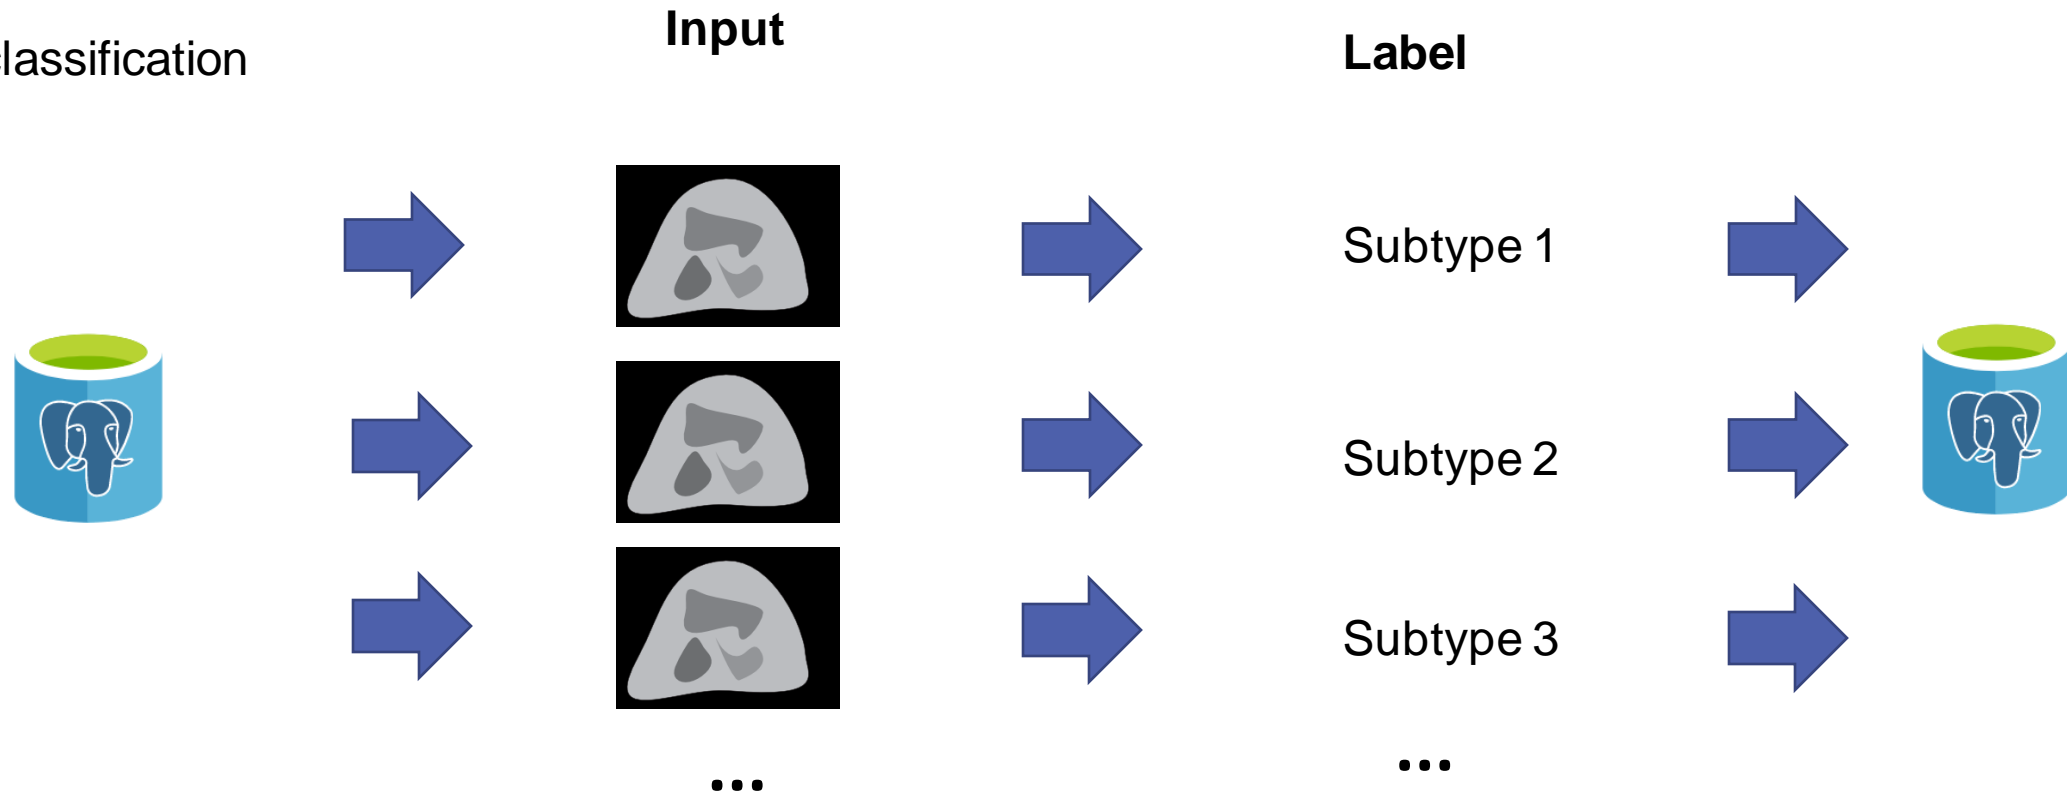 Input
lassification
Label
Subtype 1
Subtype 2
Subtype 3
...
...